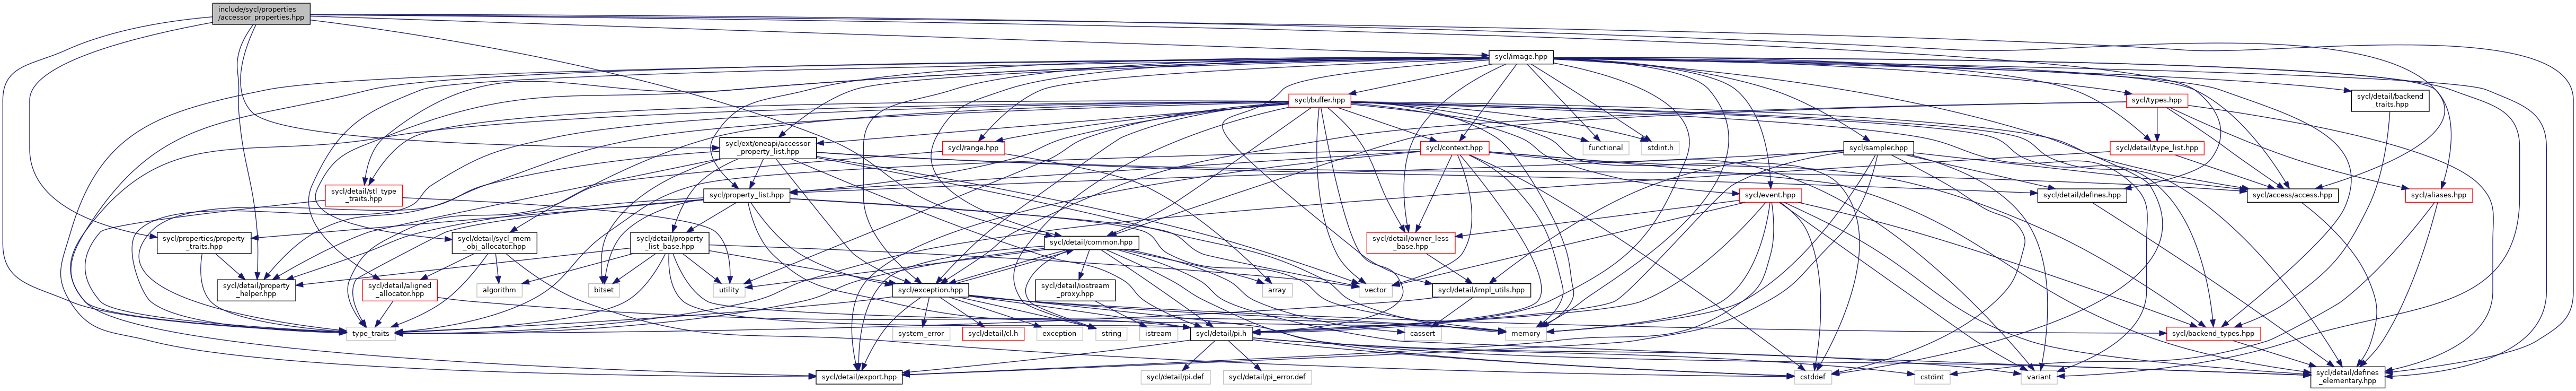 include/sycl/properties
/accessor_properties.hpp
sycl/image.hpp
sycl/buffer.hpp
sycl/types.hpp
sycl/detail/backend
_traits.hpp
sycl/ext/oneapi/accessor
_property_list.hpp
sycl/range.hpp
sycl/context.hpp
functional
stdint.h
sycl/sampler.hpp
sycl/detail/type_list.hpp
sycl/detail/stl_type
_traits.hpp
sycl/property_list.hpp
sycl/event.hpp
sycl/detail/defines.hpp
sycl/access/access.hpp
sycl/aliases.hpp
sycl/properties/property
_traits.hpp
sycl/detail/sycl_mem
_obj_allocator.hpp
sycl/detail/property
_list_base.hpp
sycl/detail/common.hpp
sycl/detail/owner_less
_base.hpp
sycl/detail/property
_helper.hpp
sycl/detail/aligned
_allocator.hpp
algorithm
bitset
utility
sycl/exception.hpp
sycl/detail/iostream
_proxy.hpp
array
vector
sycl/detail/impl_utils.hpp
type_traits
system_error
sycl/detail/cl.h
exception
string
istream
sycl/detail/pi.h
cassert
memory
sycl/backend_types.hpp
sycl/detail/export.hpp
sycl/detail/pi.def
sycl/detail/pi_error.def
cstddef
cstdint
variant
sycl/detail/defines
_elementary.hpp